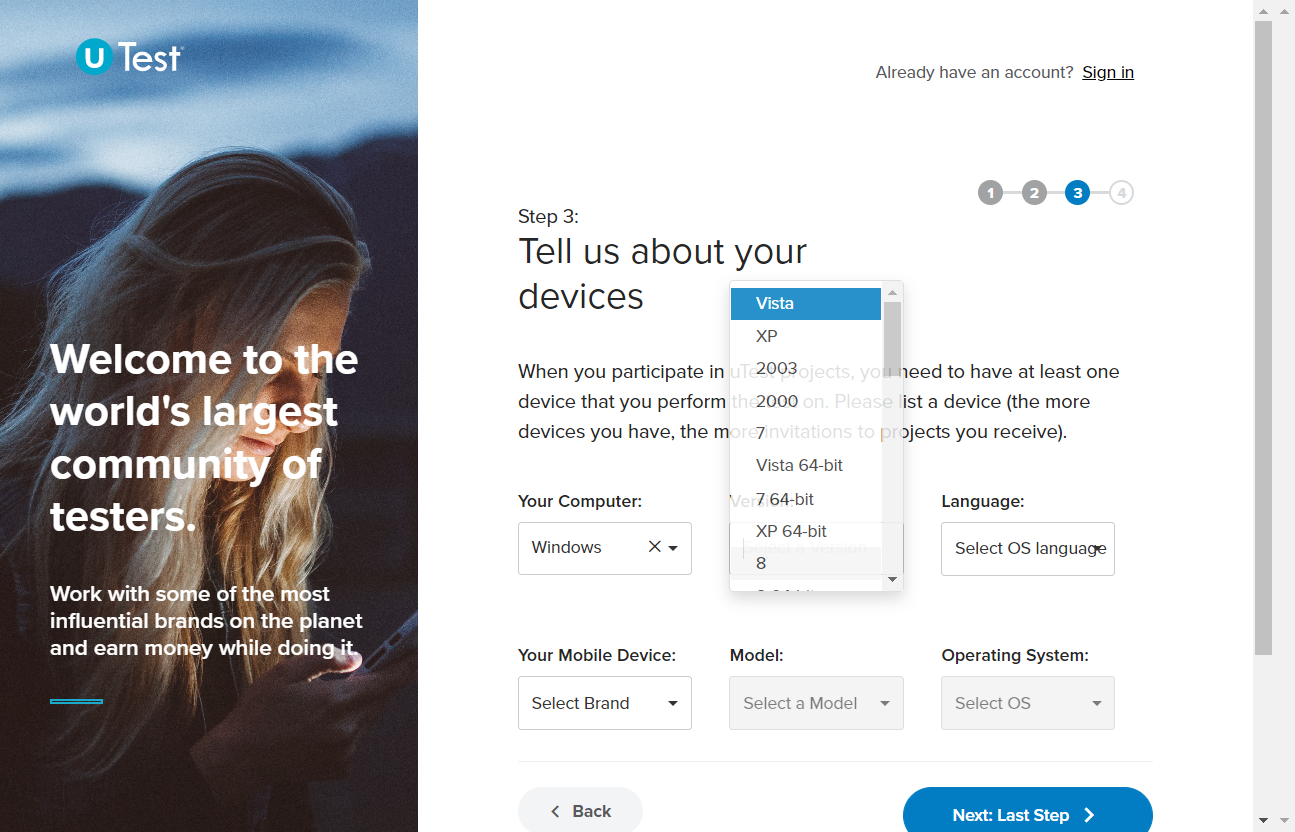 U Test
Already have an account? Sign in
1 2 3 4
Step 3:
Tell us about your
devices
Welcome to the
world's largest
community of
testers.
Work with some of the most
influential brands on the planet
and earn money while doing it.
When you participate in uTest projects, you need to have at least one
device that you perform the test on. Please list a device (the more
devices you have, the more invitations to projects you receive).
Vista
XP
2003
2000
7
Vista 64-bit
7 64-bit
XP 64-bit
8
Your Computer: Version: Language:
Windows Select a Version Select OS language
Your Mobile Device: Model: Operating System:
Select Brand Select a Model Select OS
Back Next: Last Step